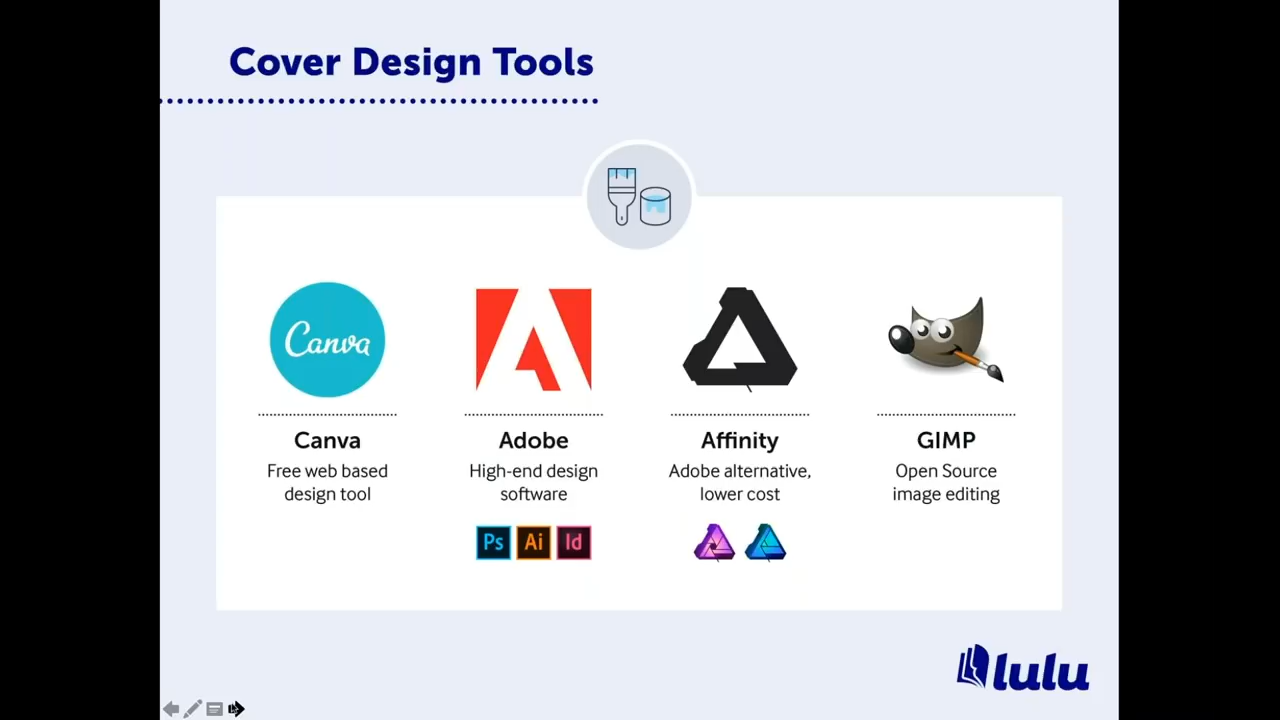 Cover Design Tools
Canva
Canva
Free web based
design tool
Adobe
High-end design
software
Ps Ai Id
Affinity
Adobe alternative,
lower cost
GIMP
Open Source
image editing
lulu